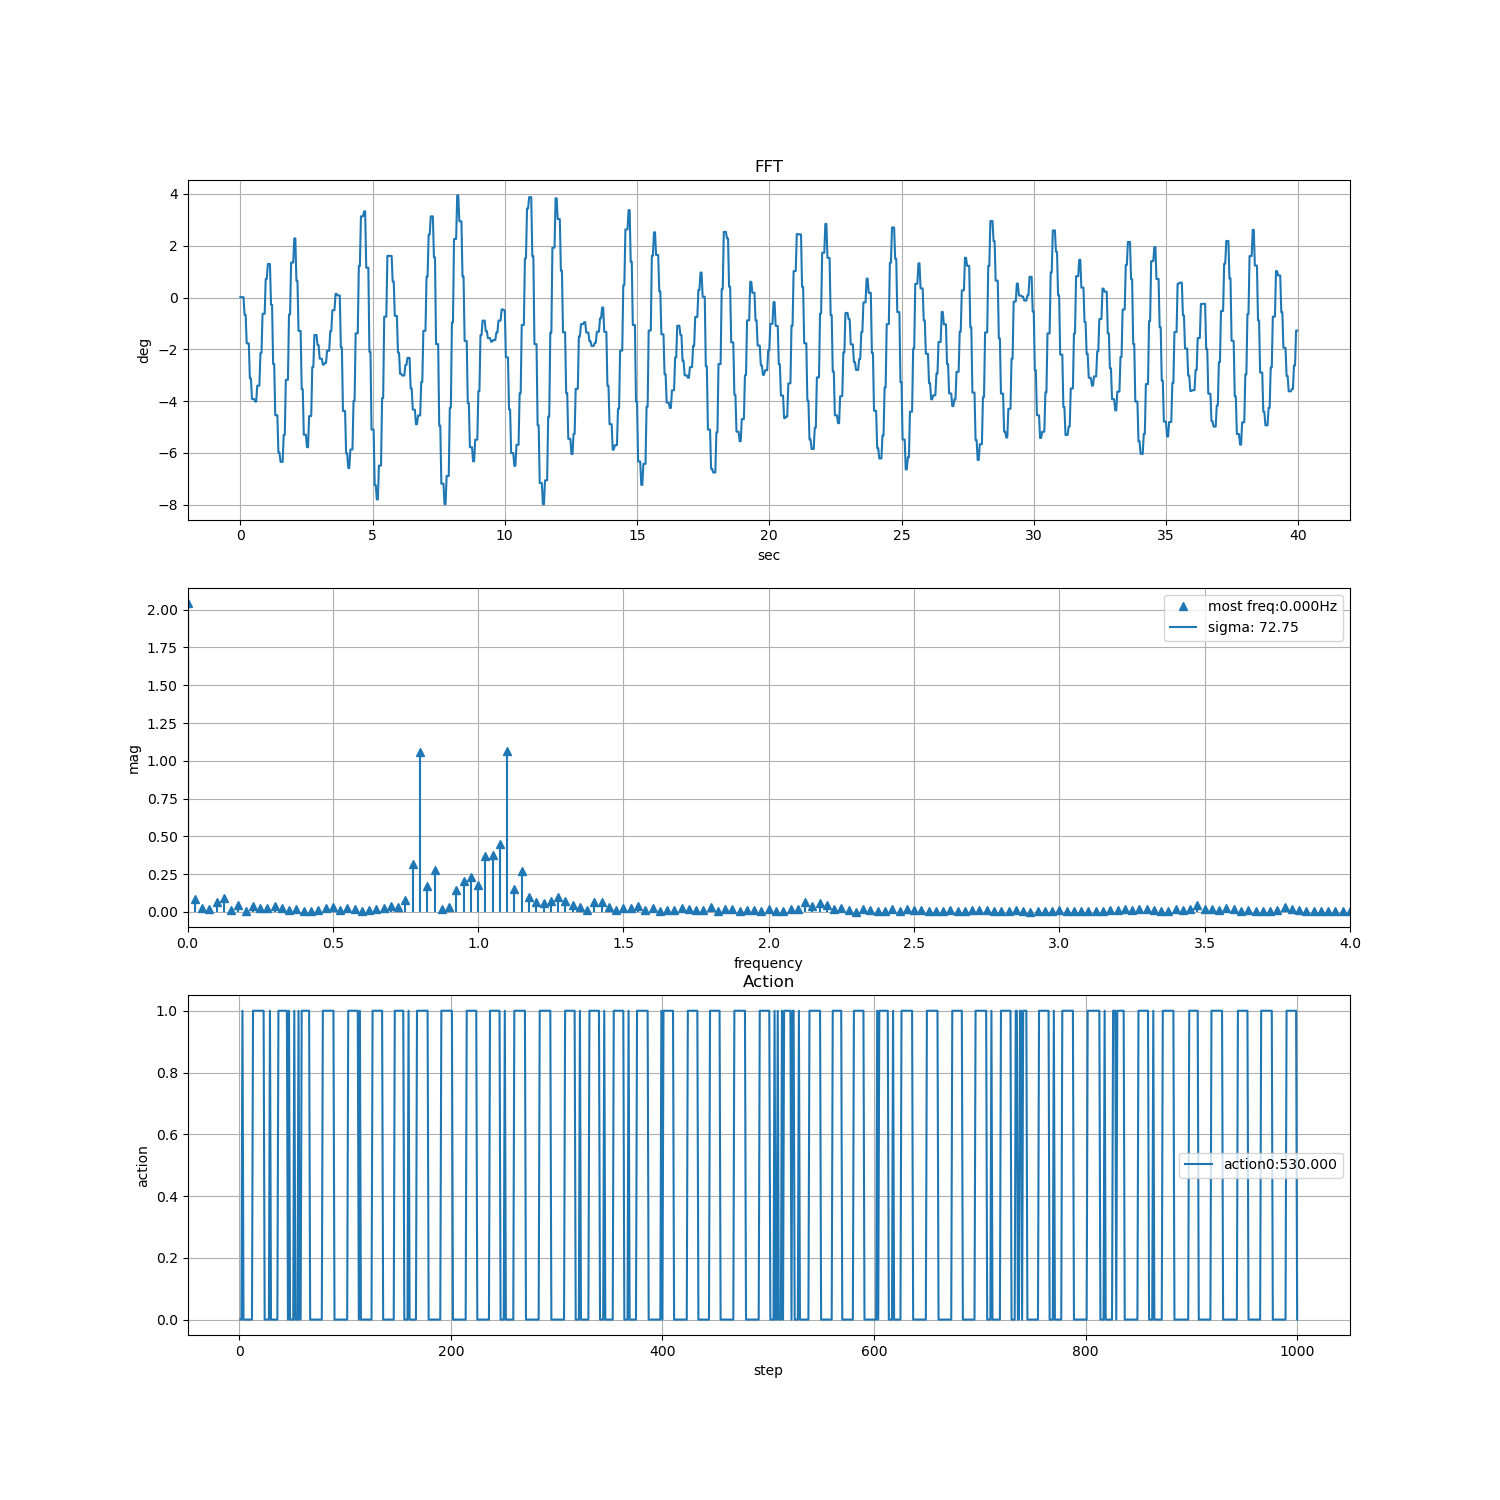 FFT
4
2
0
−2
−4
−6
−8
deg
0 5 10 15 20 25 30 35 40
sec
2.00
1.75
1.50
1.25
1.00
0.75
0.50
0.25
0.00
mag
most freq:0.000Hz
sigma: 72.75
0.0 0.5 1.0 1.5 2.0 2.5 3.0 3.5 4.0
frequency
Action
1.0
0.8
0.6
0.4
0.2
0.0
action
action0:530.000
0 200 400 600 800 1000
step